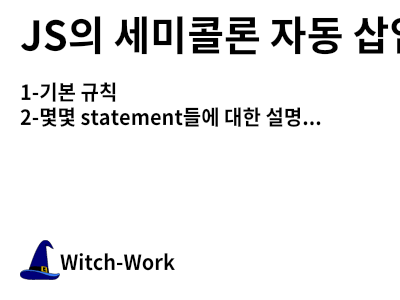 JS의 세미콜론 자동 삽
1-기본 규칙
2-몇몇 statement들에 대한 설명...
Witch-Work